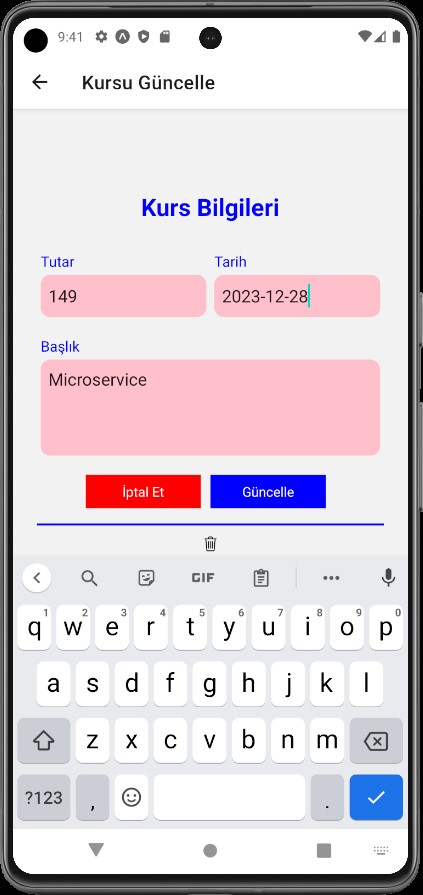 9:41
Kursu Güncelle
Kurs Bilgileri
Tutar Tarih
149 2023-12-28
Başlık
Microservice
İptal Et Güncelle
GIF
1 2 3 4 5 6 7 8 9 0
q w e r t y u i o p
a s d f g h j k l
z x c v b n m
?123 , .